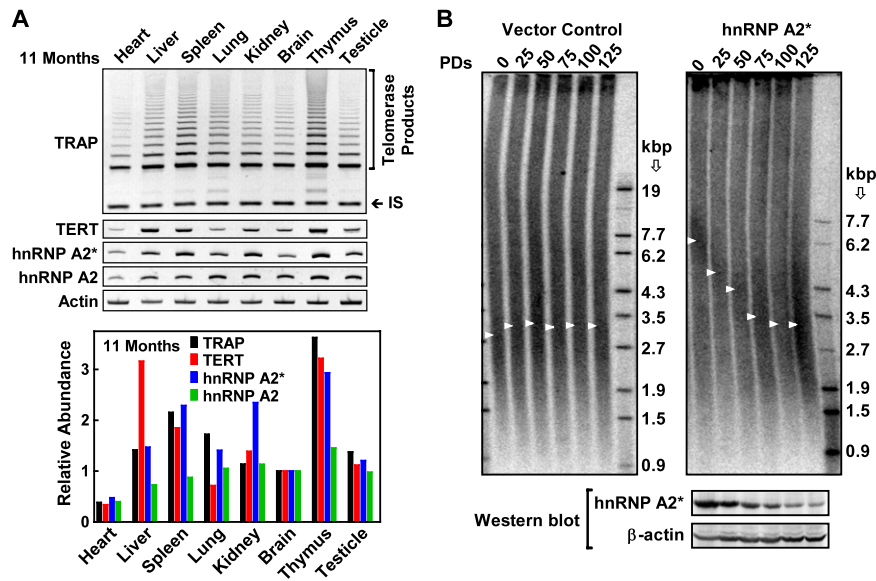 A
11 Months
Heart
Liver
Spleen
Lung
Kidney
Brain
Thymus
Testicle
TRAP
Telomerase
Products
← IS
TERT
hnRNP A2*
hnRNP A2
Actin
11 Months
TRAP
TERT
hnRNP A2*
hnRNP A2
Relative Abundance
3
2
1
0
Heart
Liver
Spleen
Lung
Kidney
Brain
Thymus
Testicle
B
Vector Control
hnRNP A2*
PDs
0 25 50 75 100 125
0 25 50 75 100 125
kbp
19
7.7
6.2
4.3
3.5
2.7
1.9
1.5
0.9
kbp
7.7
6.2
4.3
3.5
2.7
1.9
1.5
0.9
Western blot
hnRNP A2*
β-actin